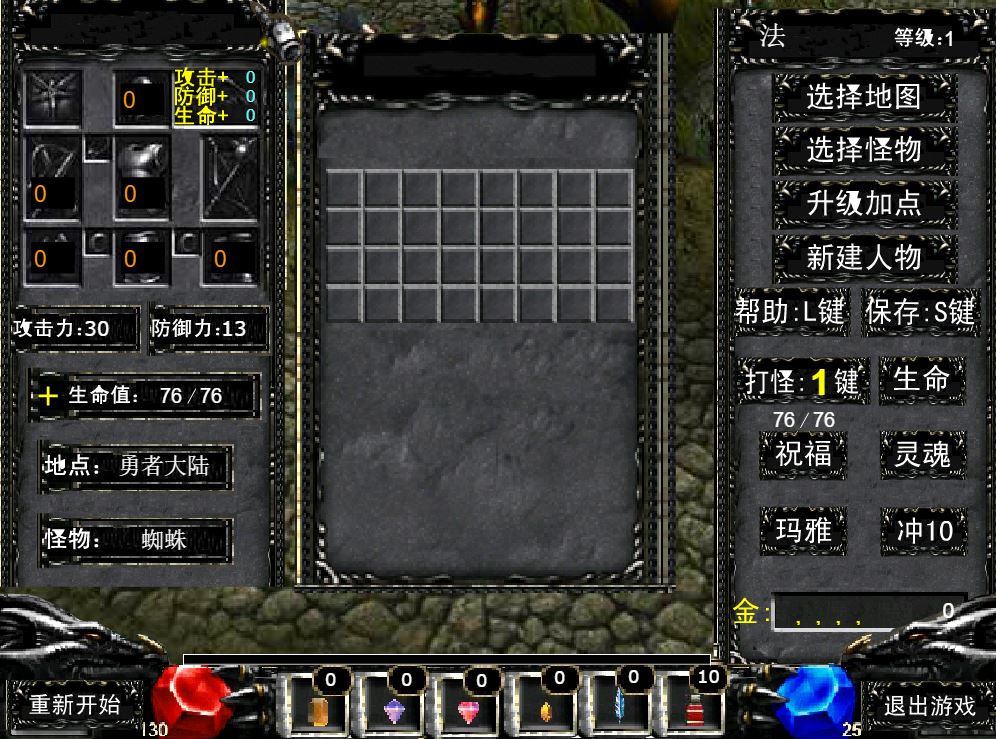 攻击+ 0
防御+ 0
生命+ 0
0
0 0
0 0 0
攻击力:30 防御力:13
+ 生命值: 76 / 76
地点: 勇者大陆
怪物: 蜘蛛
法 等级:1
选择地图
选择怪物
升级加点
新建人物
帮助:L键 保存:S键
打怪:1键 生命
76 / 76
祝福 灵魂
玛雅 冲10
金: , , , , 0
0 0 0 0 0 10
重新开始 130 25 退出游戏